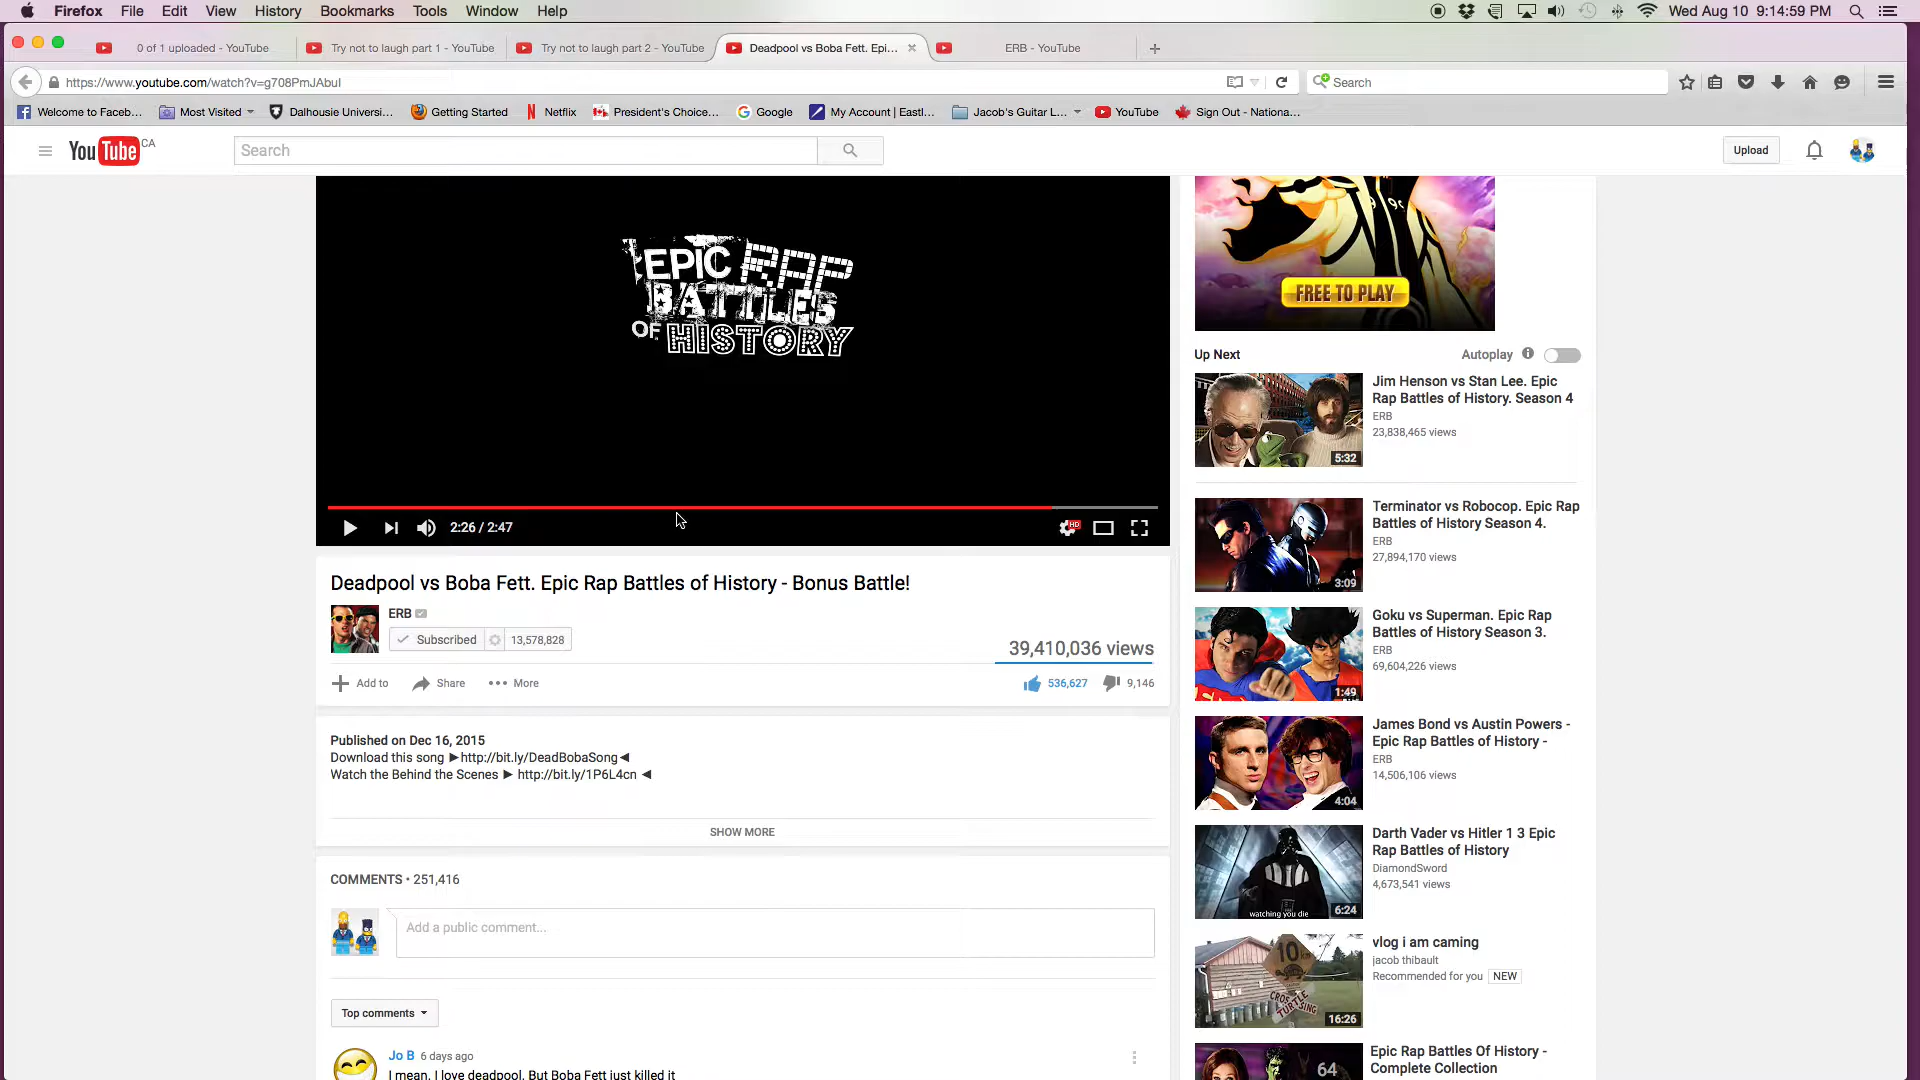 Firefox File Edit View History Bookmarks Tools Window Help
Wed Aug 10 9:14:59 PM
0 of 1 uploaded - YouTube
Try not to laugh part 1 - YouTube
Try not to laugh part 2 - YouTube
Deadpool vs Boba Fett. Epi...
ERB - YouTube
https://www.youtube.com/watch?v=g708PmJAbuI
Search
Welcome to Faceb...
Most Visited
Dalhousie Universi...
Getting Started
Netflix
President's Choice...
Google
My Account | Eastl...
Jacob's Guitar L...
YouTube
Sign Out - Nationa...
YouTube CA
Search
Upload
EPIC RAP
BATTLES
OF HISTORY
2:26 / 2:47
HD
Deadpool vs Boba Fett. Epic Rap Battles of History - Bonus Battle!
ERB
Subscribed
13,578,828
39,410,036 views
Add to
Share
More
536,627
9,146
Published on Dec 16, 2015
Download this song ►http://bit.ly/DeadBobaSong◄
Watch the Behind the Scenes ► http://bit.ly/1P6L4cn ◄
SHOW MORE
COMMENTS • 251,416
Add a public comment...
Top comments
Jo B 6 days ago
I mean, I love deadpool. But Boba Fett just killed it
FREE TO PLAY
Up Next
Autoplay
Jim Henson vs Stan Lee. Epic
Rap Battles of History. Season 4
ERB
23,838,465 views
5:32
Terminator vs Robocop. Epic Rap
Battles of History Season 4.
ERB
27,894,170 views
3:09
Goku vs Superman. Epic Rap
Battles of History Season 3.
ERB
69,604,226 views
1:49
James Bond vs Austin Powers -
Epic Rap Battles of History -
ERB
14,506,106 views
4:04
Darth Vader vs Hitler 1 3 Epic
Rap Battles of History
DiamondSword
4,673,541 views
watching you die
6:24
vlog i am caming
jacob thibault
Recommended for you NEW
10
CROSSING
TURTLE
16:26
Epic Rap Battles Of History -
Complete Collection
64